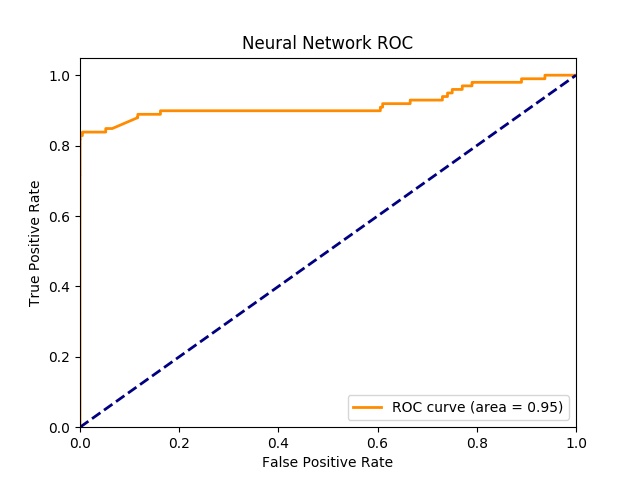 Neural Network ROC
1.0
0.8
0.6
0.4
0.2
0.0
True Positive Rate
ROC curve (area = 0.95)
0.0 0.2 0.4 0.6 0.8 1.0
False Positive Rate